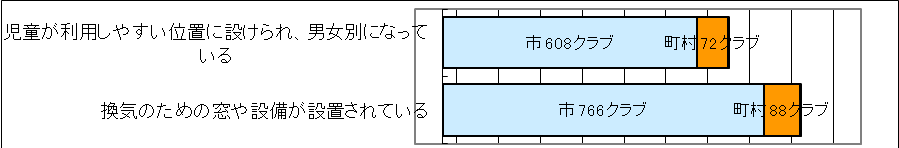 児童が利用しやすい位置に設けられ、男女別になって
いる
市608クラブ
町村72クラブ
換気のための窓や設備が設置されている
市766クラブ
町村88クラブ